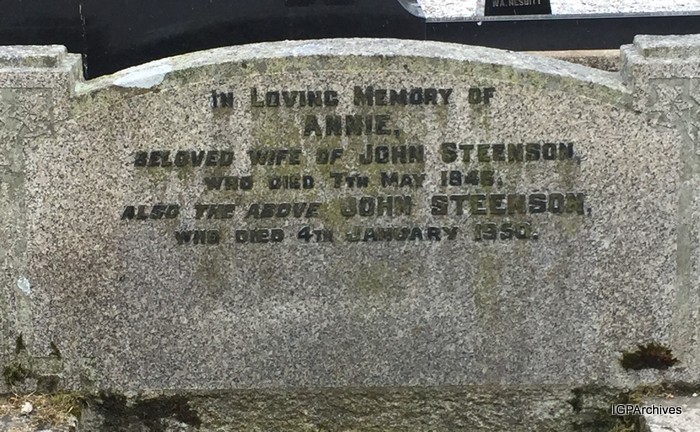 W.A. NESBITT
IN LOVING MEMORY OF
ANNIE,
BELOVED WIFE OF JOHN STEENSON,
WHO DIED 7TH MAY 1946,
ALSO THE ABOVE JOHN STEENSON,
WHO DIED 4TH JANUARY 1950.
IGPArchives